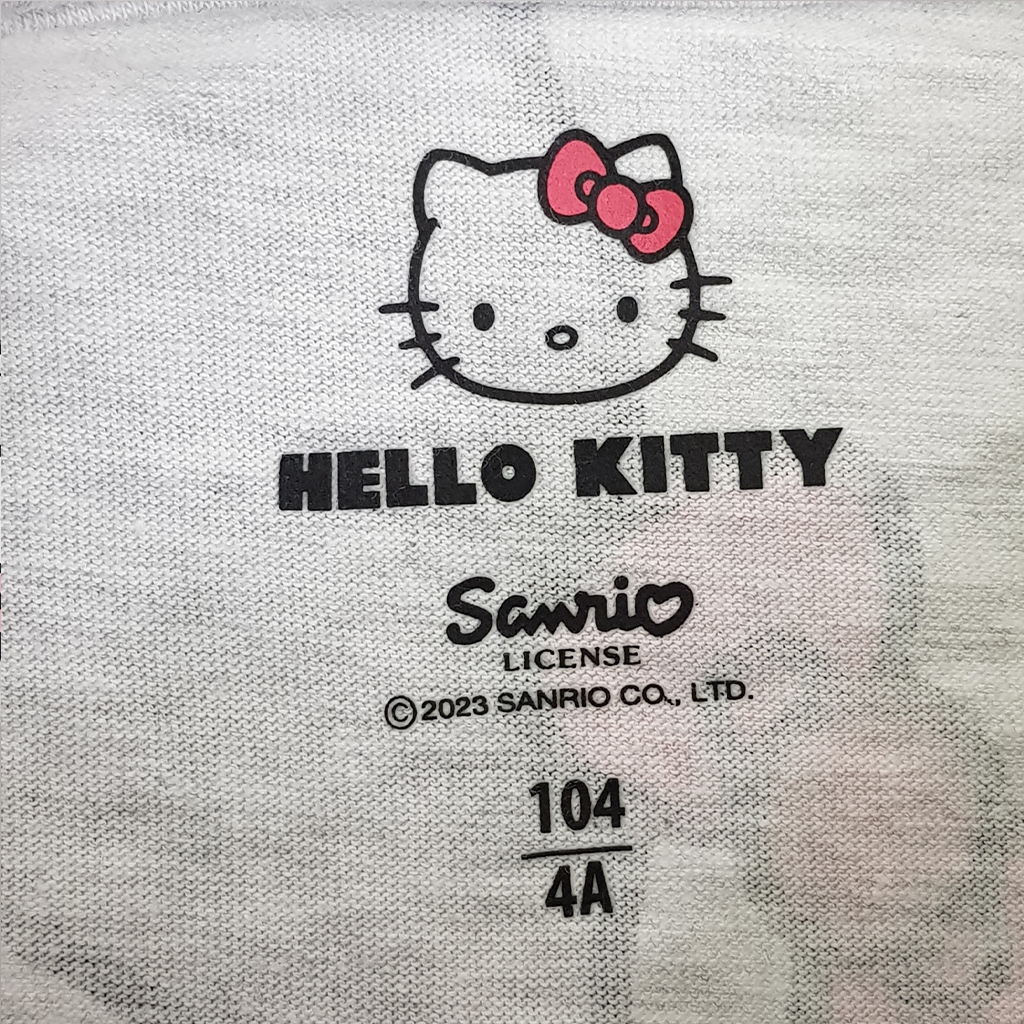 HELLO KITTY
Sanrio
LICENSE
©2023 SANRIO CO., LTD.
104
4A